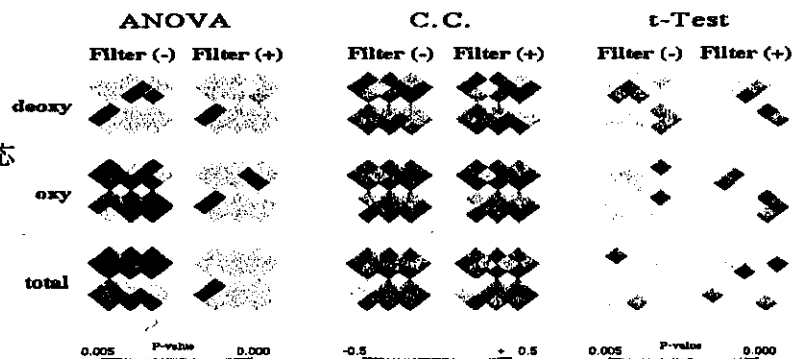 ANOVA C.C. t-Test
Filter (-) Filter (+) Filter (-) Filter (+) Filter (-) Filter (+)
deoxy
oxy
total
0.005 P-value 0.000 -0.5 + 0.5 0.005 P-value 0.000